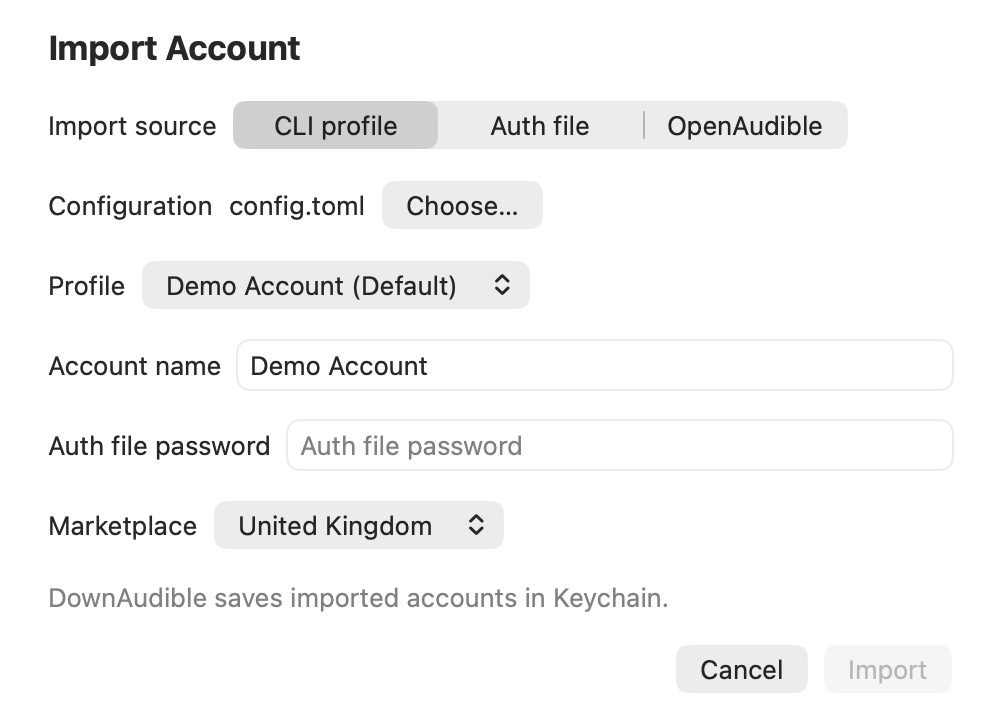 Import Account
Import source CLI profile Auth file OpenAudible
Configuration config.toml Choose...
Profile Demo Account (Default)
Account name Demo Account
Auth file password Auth file password
Marketplace United Kingdom
DownAudible saves imported accounts in Keychain.
Cancel Import